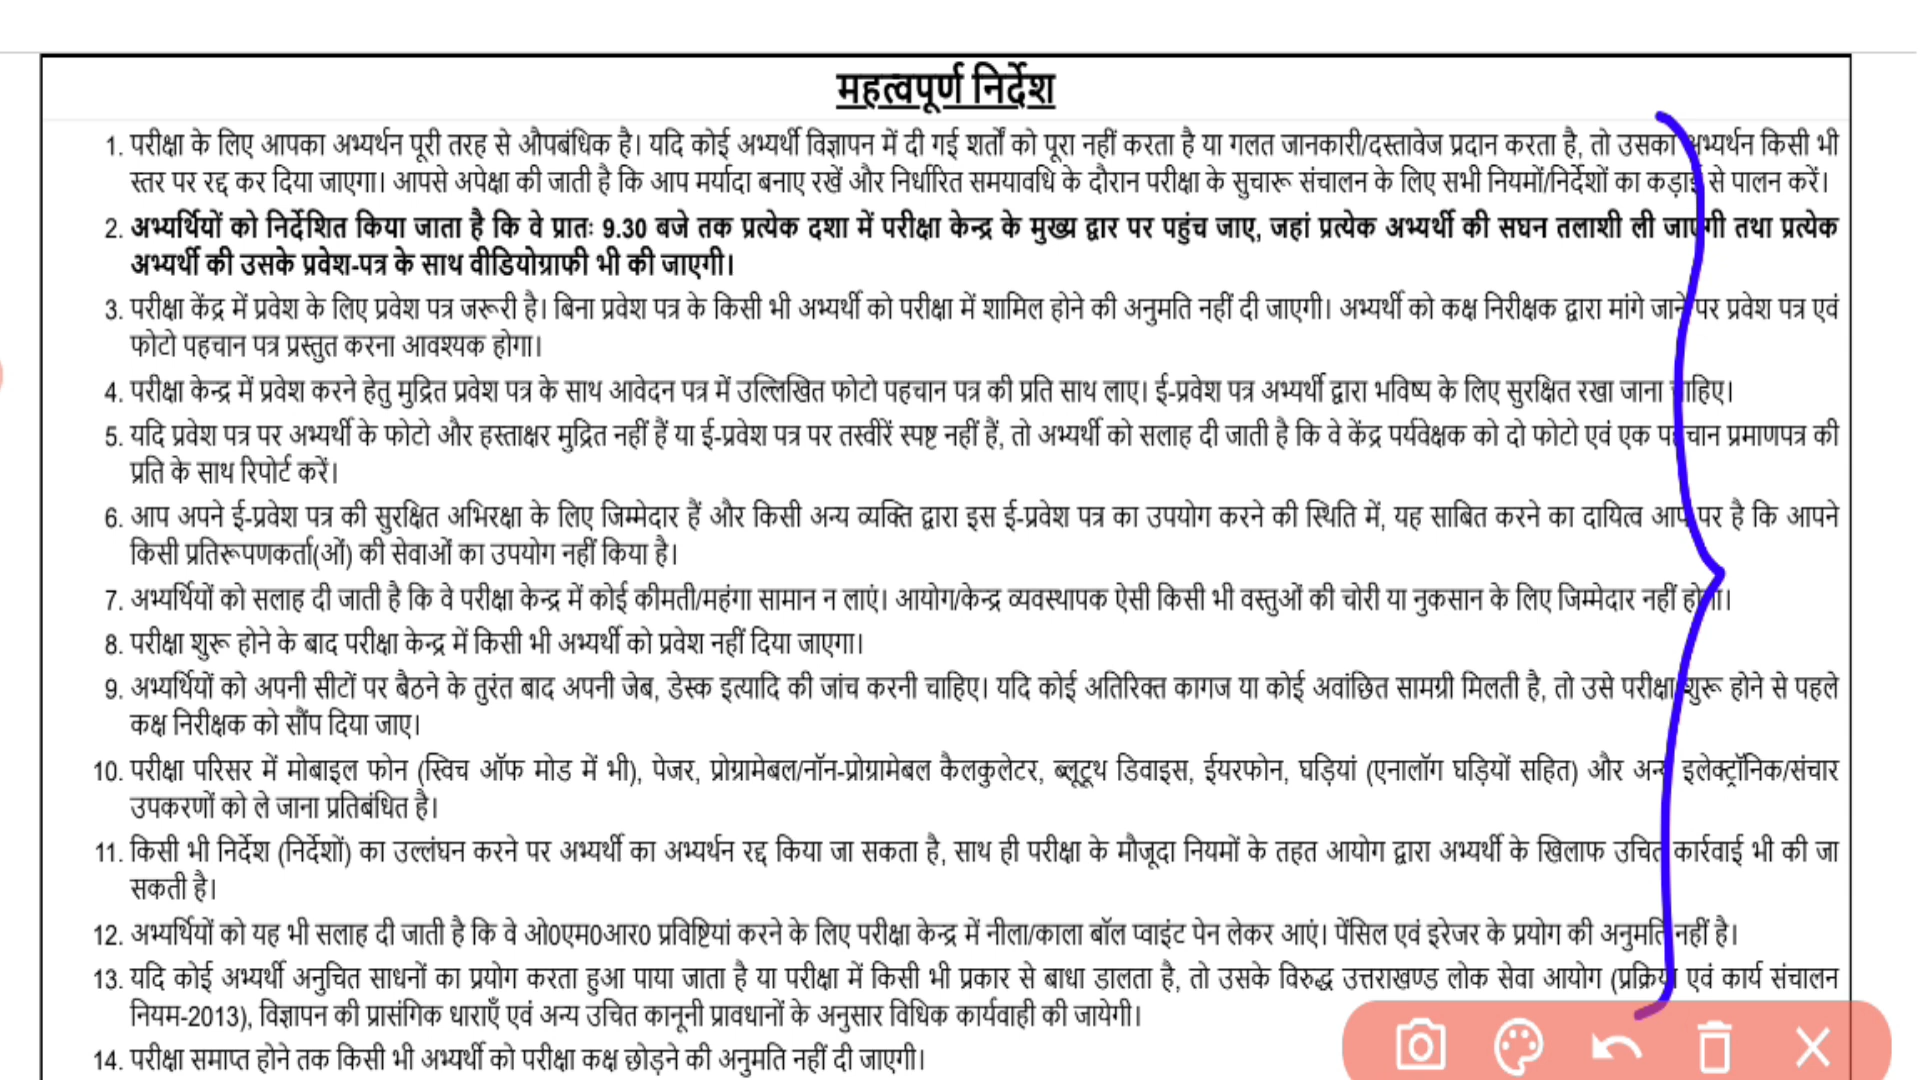 महत्वपूर्ण निर्देश
1. परीक्षा के लिए आपका अभ्यर्थन पूरी तरह से औपबंधिक है। यदि कोई अभ्यर्थी विज्ञापन में दी गई शर्तों को पूरा नहीं करता है या गलत जानकारी/दस्तावेज प्रदान करता है, तो उसका अभ्यर्थन किसी भी
स्तर पर रद्द कर दिया जाएगा। आपसे अपेक्षा की जाती है कि आप मर्यादा बनाए रखें और निर्धारित समयावधि के दौरान परीक्षा के सुचारू संचालन के लिए सभी नियमों/निर्देशों का कड़ाई से पालन करें।
2. अभ्यर्थियों को निर्देशित किया जाता है कि वे प्रातः 9.30 बजे तक प्रत्येक दशा में परीक्षा केन्द्र के मुख्य द्वार पर पहुंच जाए, जहां प्रत्येक अभ्यर्थी की सघन तलाशी ली जाएगी तथा प्रत्येक
अभ्यर्थी की उसके प्रवेश-पत्र के साथ वीडियोग्राफी भी की जाएगी।
3. परीक्षा केंद्र में प्रवेश के लिए प्रवेश पत्र जरूरी है। बिना प्रवेश पत्र के किसी भी अभ्यर्थी को परीक्षा में शामिल होने की अनुमति नहीं दी जाएगी। अभ्यर्थी को कक्ष निरीक्षक द्वारा मांगे जाने पर प्रवेश पत्र एवं
फोटो पहचान पत्र प्रस्तुत करना आवश्यक होगा।
4. परीक्षा केन्द्र में प्रवेश करने हेतु मुद्रित प्रवेश पत्र के साथ आवेदन पत्र में उल्लिखित फोटो पहचान पत्र की प्रति साथ लाए। ई-प्रवेश पत्र अभ्यर्थी द्वारा भविष्य के लिए सुरक्षित रखा जाना चाहिए।
5. यदि प्रवेश पत्र पर अभ्यर्थी के फोटो और हस्ताक्षर मुद्रित नहीं हैं या ई-प्रवेश पत्र पर तस्वीरें स्पष्ट नहीं हैं, तो अभ्यर्थी को सलाह दी जाती है कि वे केंद्र पर्यवेक्षक को दो फोटो एवं एक पहचान प्रमाणपत्र की
प्रति के साथ रिपोर्ट करें।
6. आप अपने ई-प्रवेश पत्र की सुरक्षित अभिरक्षा के लिए जिम्मेदार हैं और किसी अन्य व्यक्ति द्वारा इस ई-प्रवेश पत्र का उपयोग करने की स्थिति में, यह साबित करने का दायित्व आप पर है कि आपने
किसी प्रतिरूपणकर्ता(ओं) की सेवाओं का उपयोग नहीं किया है।
7. अभ्यर्थियों को सलाह दी जाती है कि वे परीक्षा केन्द्र में कोई कीमती/महंगा सामान न लाएं। आयोग/केन्द्र व्यवस्थापक ऐसी किसी भी वस्तुओं की चोरी या नुकसान के लिए जिम्मेदार नहीं होगा।
8. परीक्षा शुरू होने के बाद परीक्षा केन्द्र में किसी भी अभ्यर्थी को प्रवेश नहीं दिया जाएगा।
9. अभ्यर्थियों को अपनी सीटों पर बैठने के तुरंत बाद अपनी जेब, डेस्क इत्यादि की जांच करनी चाहिए। यदि कोई अतिरिक्त कागज या कोई अवांछित सामग्री मिलती है, तो उसे परीक्षा शुरू होने से पहले
कक्ष निरीक्षक को सौंप दिया जाए।
10. परीक्षा परिसर में मोबाइल फोन (स्विच ऑफ मोड में भी), पेजर, प्रोग्रामेबल/नॉन-प्रोग्रामेबल कैलकुलेटर, ब्लूटूथ डिवाइस, ईयरफोन, घड़ियां (एनालॉग घड़ियों सहित) और अन्य इलेक्ट्रॉनिक/संचार
उपकरणों को ले जाना प्रतिबंधित है।
11. किसी भी निर्देश (निर्देशों) का उल्लंघन करने पर अभ्यर्थी का अभ्यर्थन रद्द किया जा सकता है, साथ ही परीक्षा के मौजूदा नियमों के तहत आयोग द्वारा अभ्यर्थी के खिलाफ उचित कार्रवाई भी की जा
सकती है।
12. अभ्यर्थियों को यह भी सलाह दी जाती है कि वे ओ0एम0आर0 प्रविष्टियां करने के लिए परीक्षा केन्द्र में नीला/काला बॉल प्वाइंट पेन लेकर आएं। पेंसिल एवं इरेजर के प्रयोग की अनुमति नहीं है।
13. यदि कोई अभ्यर्थी अनुचित साधनों का प्रयोग करता हुआ पाया जाता है या परीक्षा में किसी भी प्रकार से बाधा डालता है, तो उसके विरुद्ध उत्तराखण्ड लोक सेवा आयोग (प्रक्रिया एवं कार्य संचालन
नियम-2013), विज्ञापन की प्रासंगिक धाराएँ एवं अन्य उचित कानूनी प्रावधानों के अनुसार विधिक कार्यवाही की जायेगी।
14. परीक्षा समाप्त होने तक किसी भी अभ्यर्थी को परीक्षा कक्ष छोड़ने की अनुमति नहीं दी जाएगी।